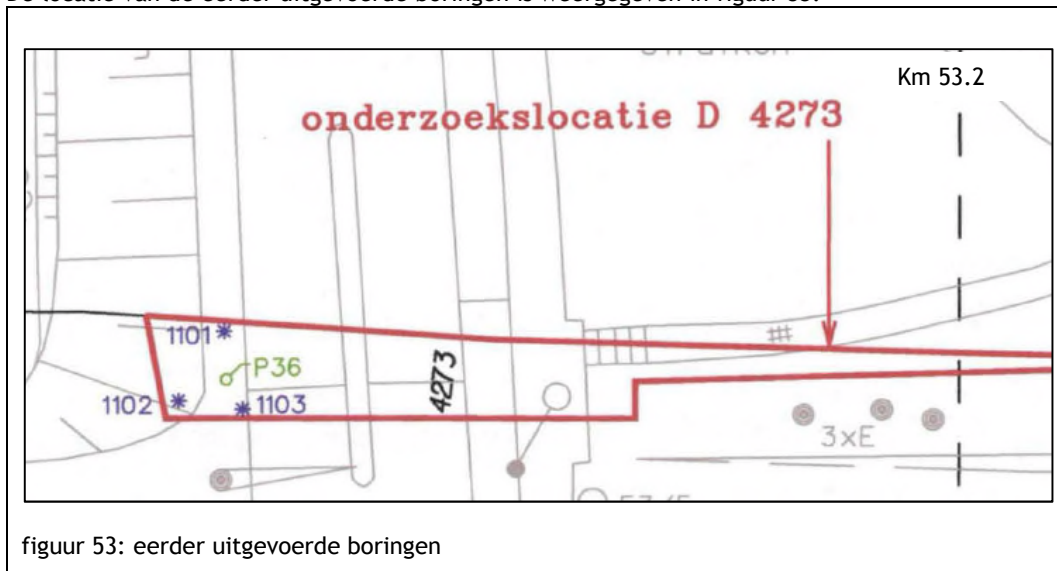 Km 53.2
onderzoekslocatie D 4273
1101
P36
1102
1103
4273
3xE
figuur 53: eerder uitgevoerde boringen